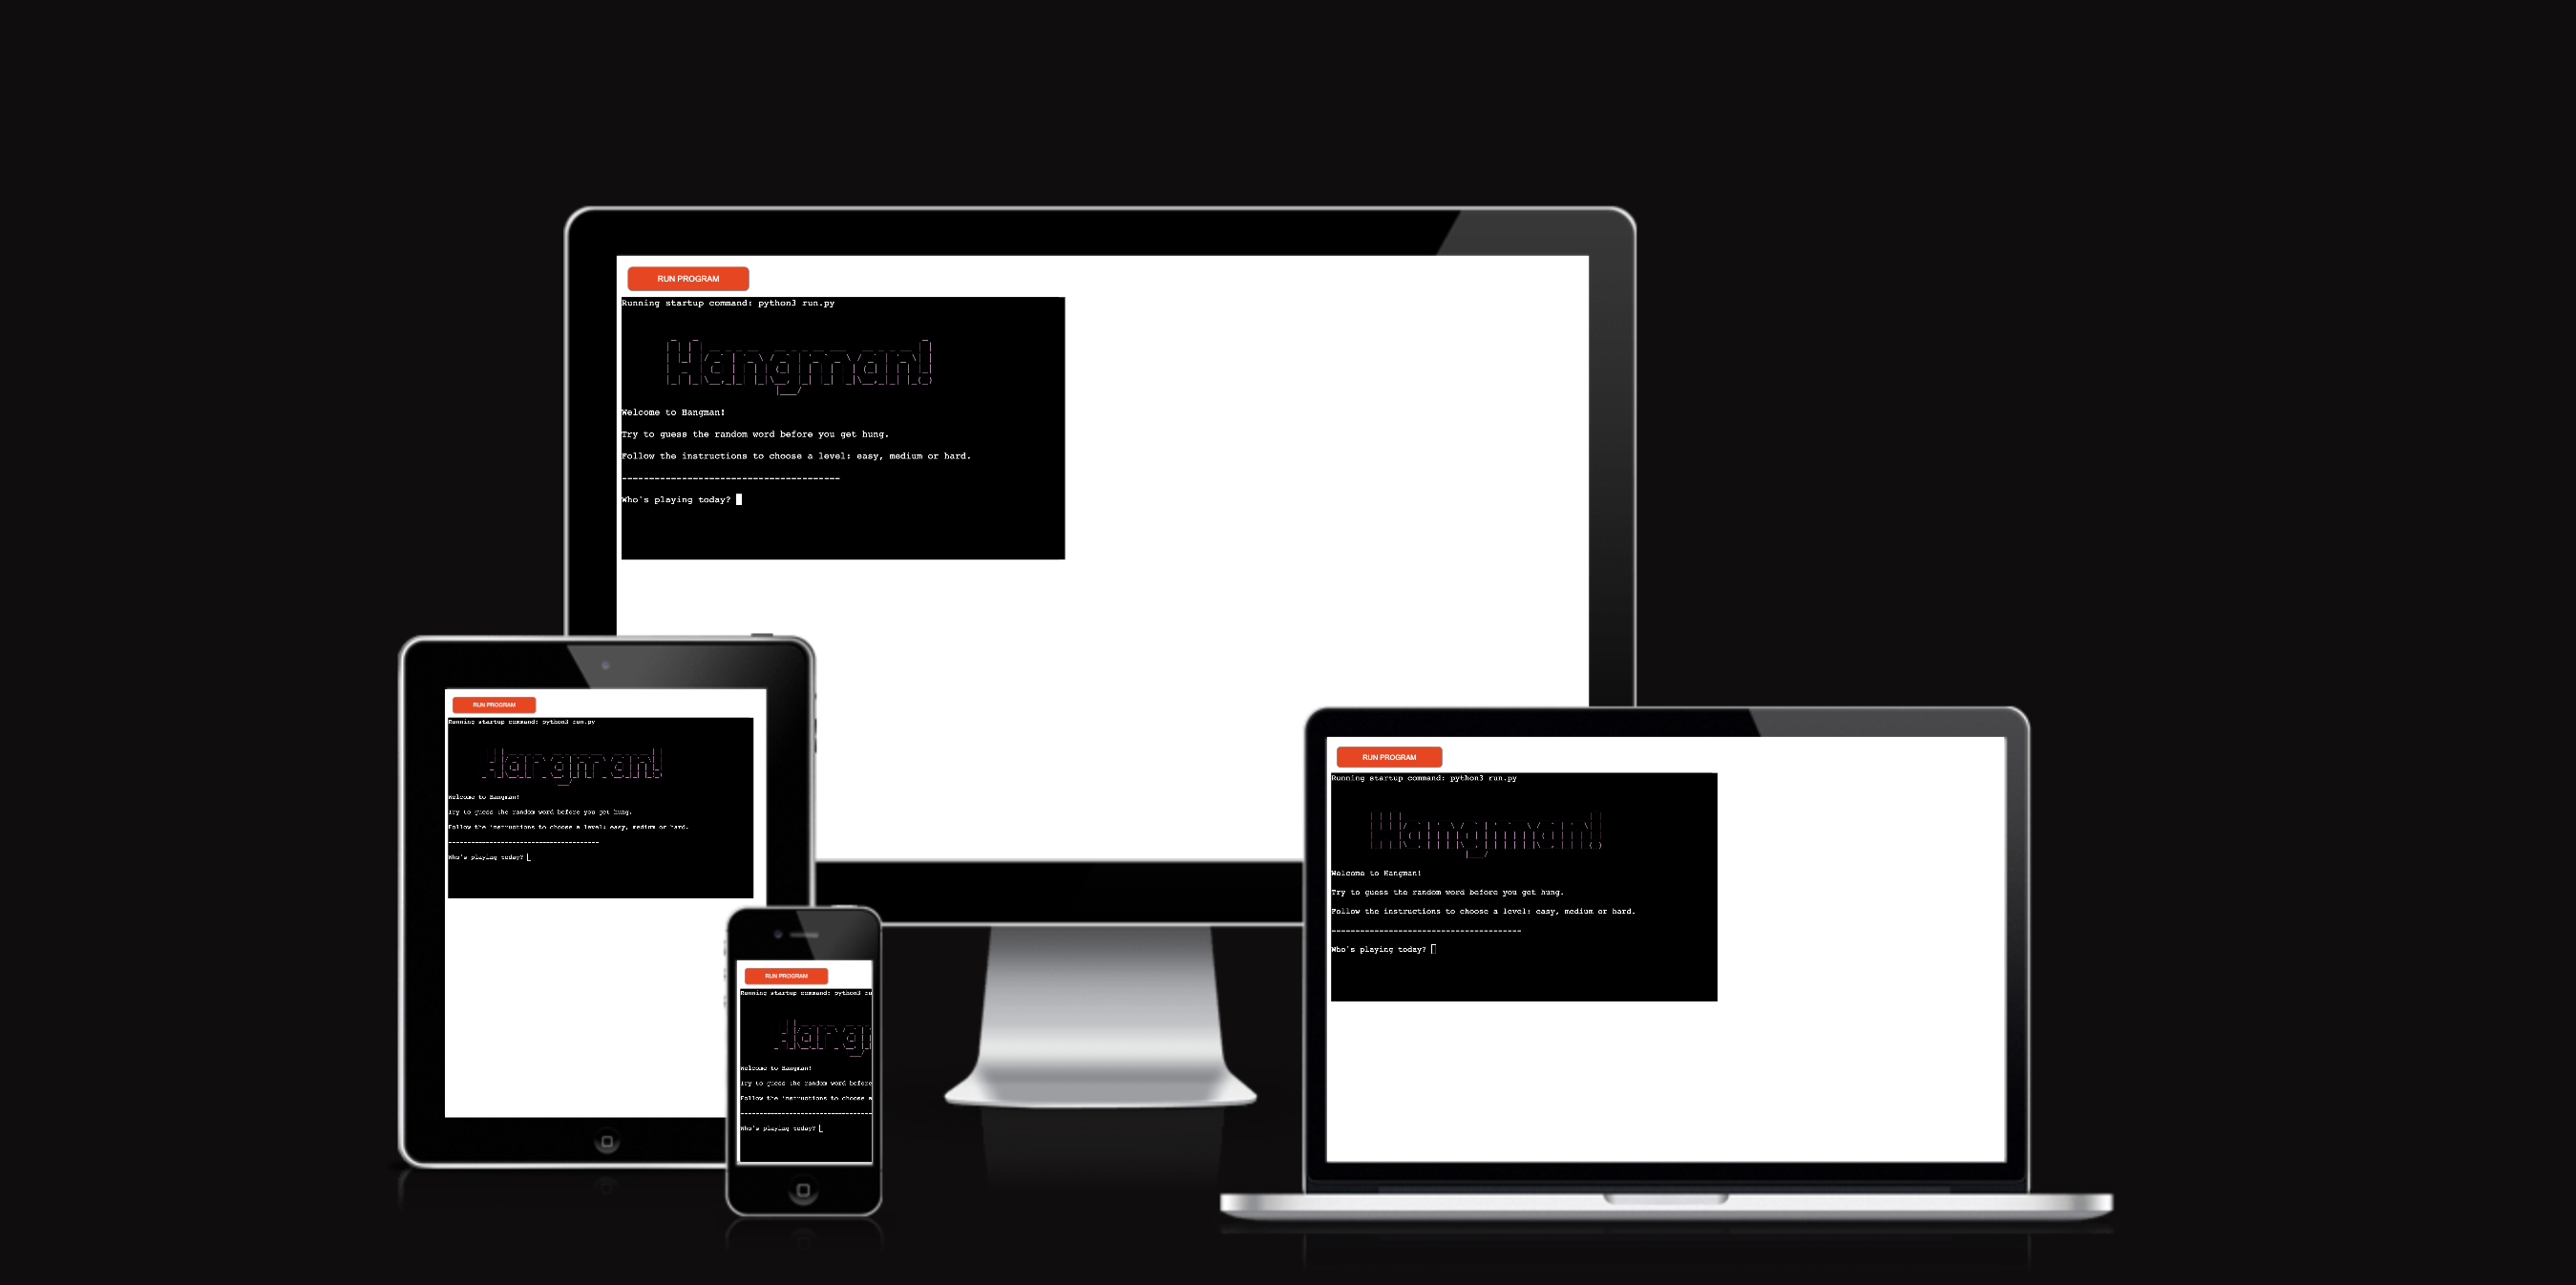 RUN PROGRAM
Running startup command: python3 run.py
Hangman!
Welcome to Hangman!
Try to guess the random word before you get hung.
Follow the instructions to choose a level: easy, medium or hard.
----------------------------------------
Who's playing today?
RUN PROGRAM
Running startup command: python3 run.py
Hangman!
Welcome to Hangman!
Try to guess the random word before you get hung.
Follow the instructions to choose a level: easy, medium or hard.
----------------------------------------
Who's playing today?
RUN PROGRAM
Running startup command: python3 ru
Hang
Welcome to Hangman!
Try to guess the random word before
Follow the instructions to choose a
-----------------------------------
Who's playing today?
RUN PROGRAM
Running startup command: python3 run.py
Hangman!
Welcome to Hangman!
Try to guess the random word before you get hung.
Follow the instructions to choose a level: easy, medium or hard.
----------------------------------------
Who's playing today?